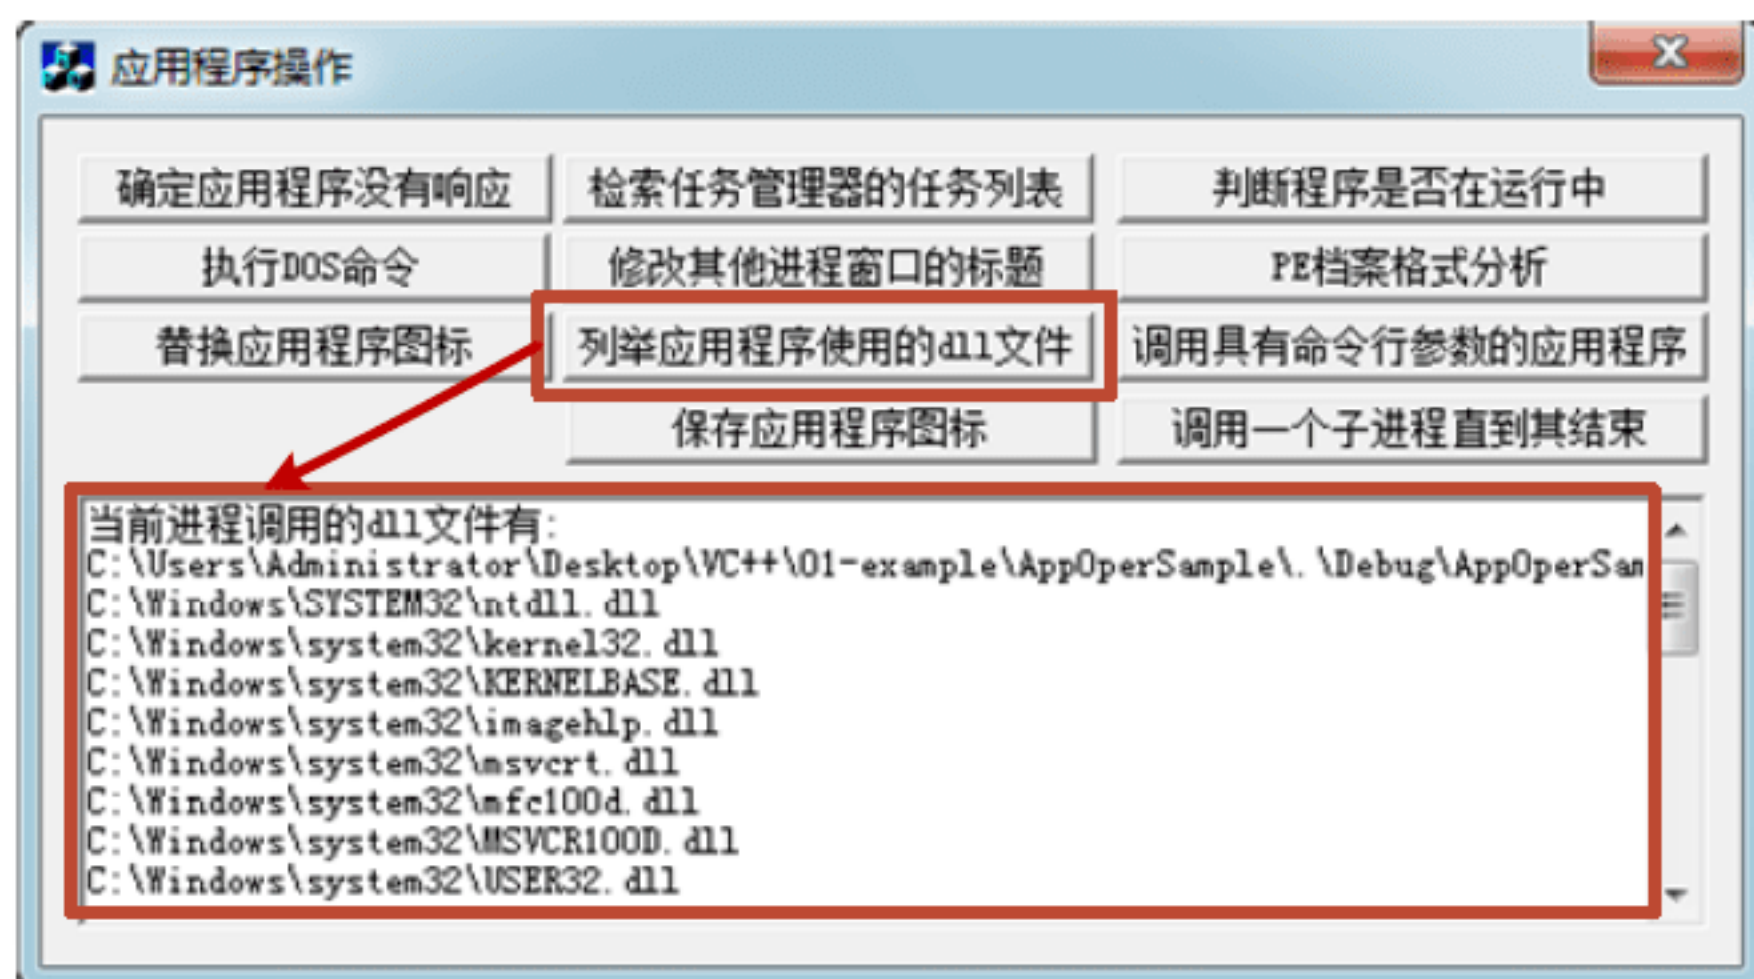 应用程序操作
确定应用程序没有响应 检索任务管理器的任务列表 判断程序是否在运行中
执行DOS命令 修改其他进程窗口的标题 PE档案格式分析
替换应用程序图标 列举应用程序使用的dll文件 调用具有命令行参数的应用程序
保存应用程序图标 调用一个子进程直到其结束
当前进程调用的dll文件有:
C:\Users\Administrator\Desktop\VC++\01-example\AppOperSample\.\Debug\AppOperSam
C:\Windows\SYSTEM32\ntdll.dll
C:\Windows\system32\kernel32.dll
C:\Windows\system32\KERNELBASE.dll
C:\Windows\system32\imagehlp.dll
C:\Windows\system32\msvcrt.dll
C:\Windows\system32\mfc100d.dll
C:\Windows\system32\MSVCR100D.dll
C:\Windows\system32\USER32.dll